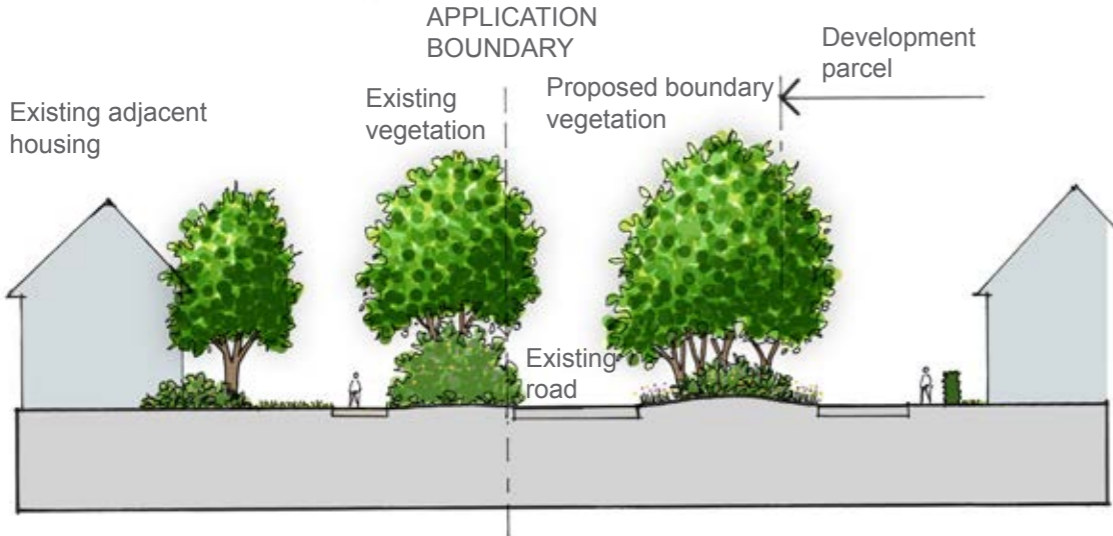 APPLICATION
BOUNDARY
Development
parcel
Existing adjacent
housing
Existing
vegetation
Proposed boundary
vegetation
Existing
road